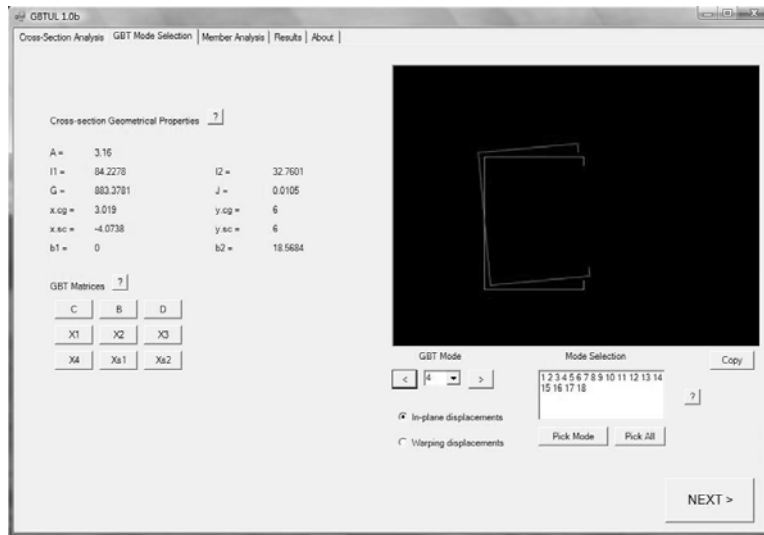 GBTUL 1.0b
Cross-Section Analysis GBT Mode Selection Member Analysis Results About
Cross-section Geometrical Properties ?
A = 3.16
I1 = 84.2278 I2 = 32.7601
G = 883.3781 J = 0.0105
x.cg = 3.019 y.cg = 6
x.sc = -4.0738 y.sc = 6
b1 = 0 b2 = 18.5684
GBT Matrices ?
C B D
X1 X2 X3
X4 Xs1 Xs2
GBT Mode Mode Selection Copy
< 4 >
1 2 3 4 5 6 7 8 9 10 11 12 13 14
15 16 17 18
?
In-plane displacements
Warping displacements
Pick Mode Pick All
NEXT >